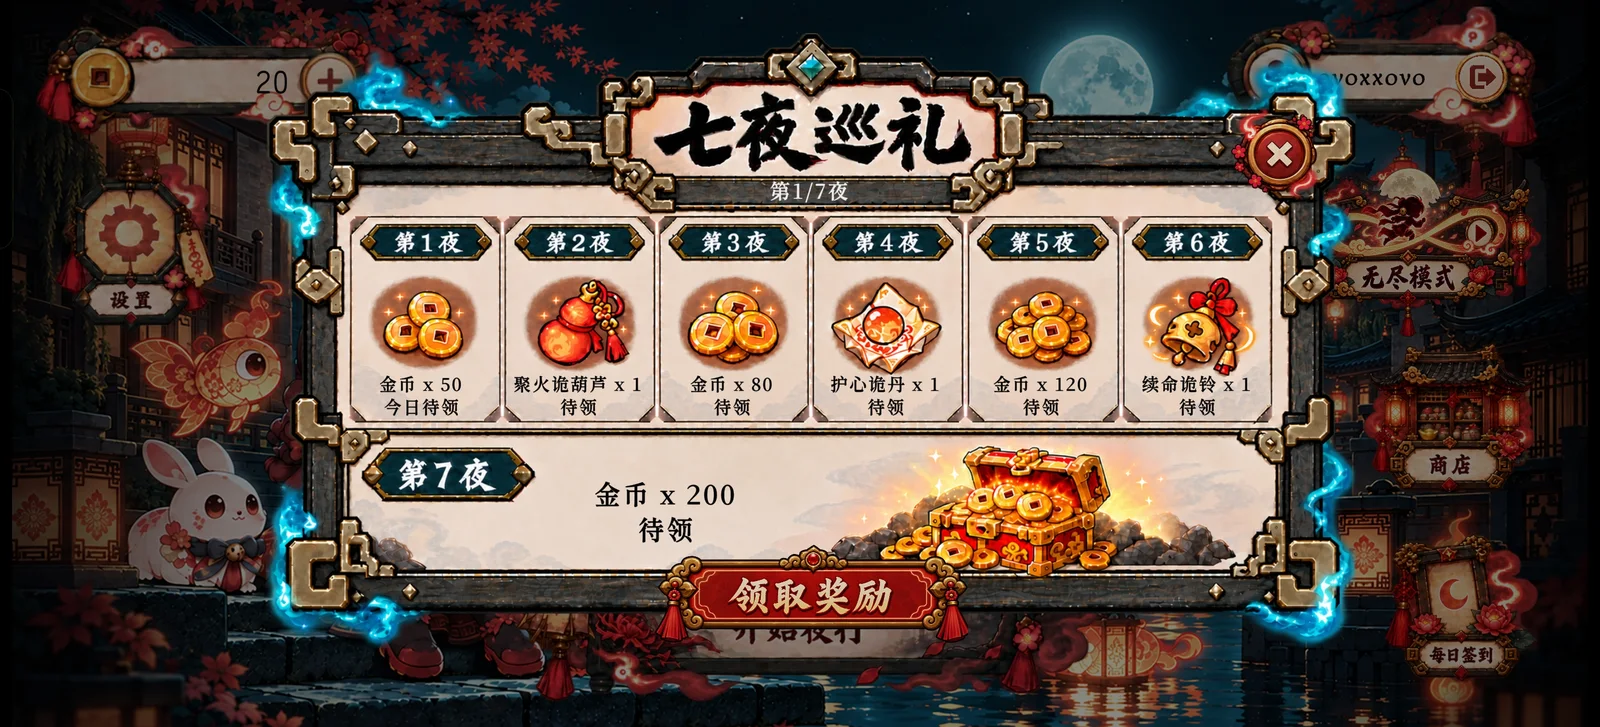 20
voxxovo
七夜巡礼
第1/7夜
第1夜
金币 x 50
今日待领
第2夜
聚火诡葫芦 x 1
待领
第3夜
金币 x 80
待领
第4夜
护心诡丹 x 1
待领
第5夜
金币 x 120
待领
第6夜
续命诡铃 x 1
待领
第7夜
金币 x 200
待领
领取奖励
开始夜行
设置
无尽模式
商店
每日签到